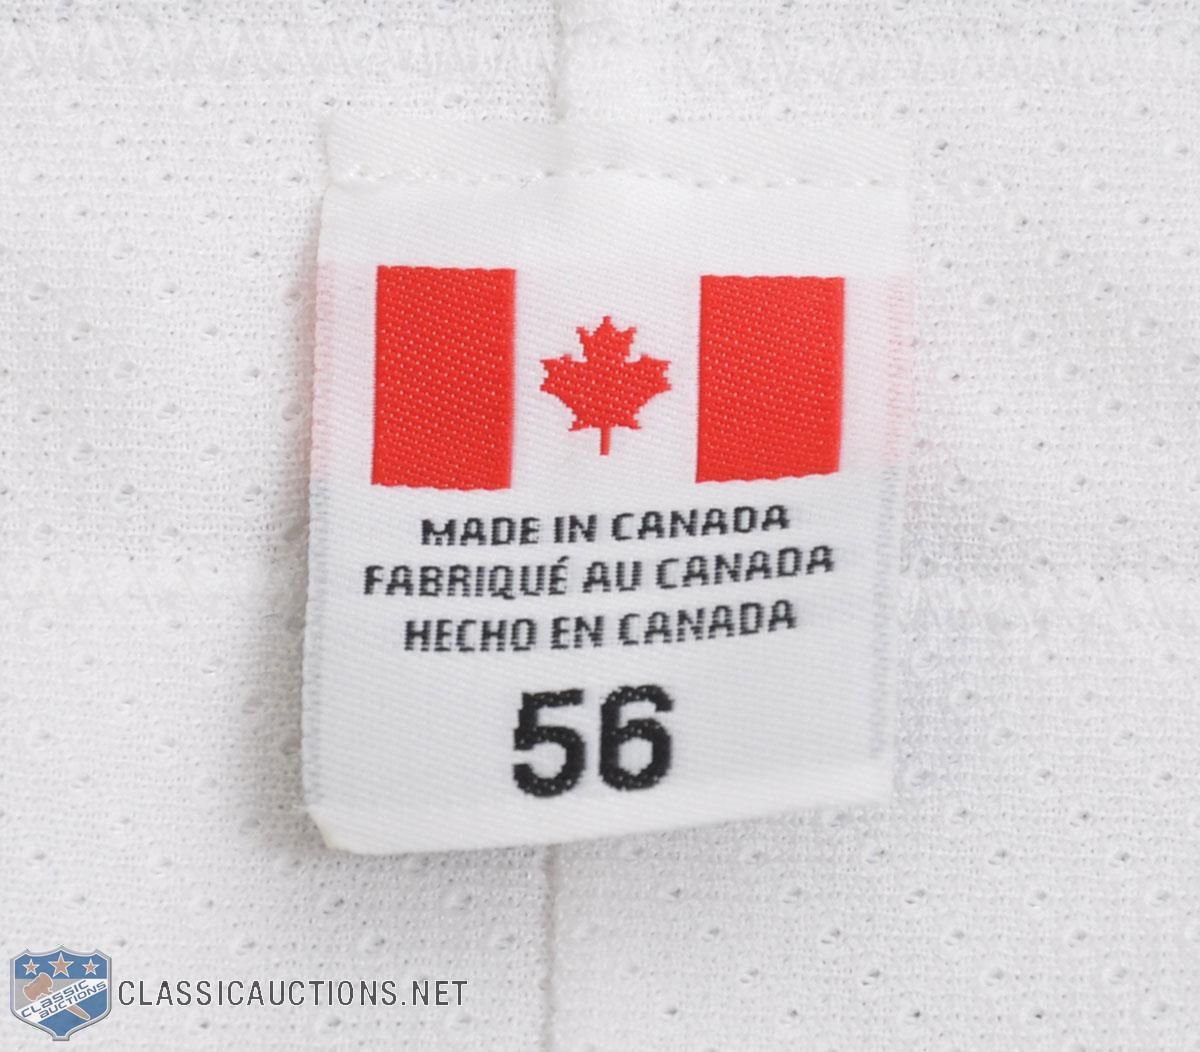 MADE IN CANADA
FABRIQUÉ AU CANADA
HECHO EN CANADA
56
CLASSIC
AUCTIONS
CLASSICAUCTIONS.NET